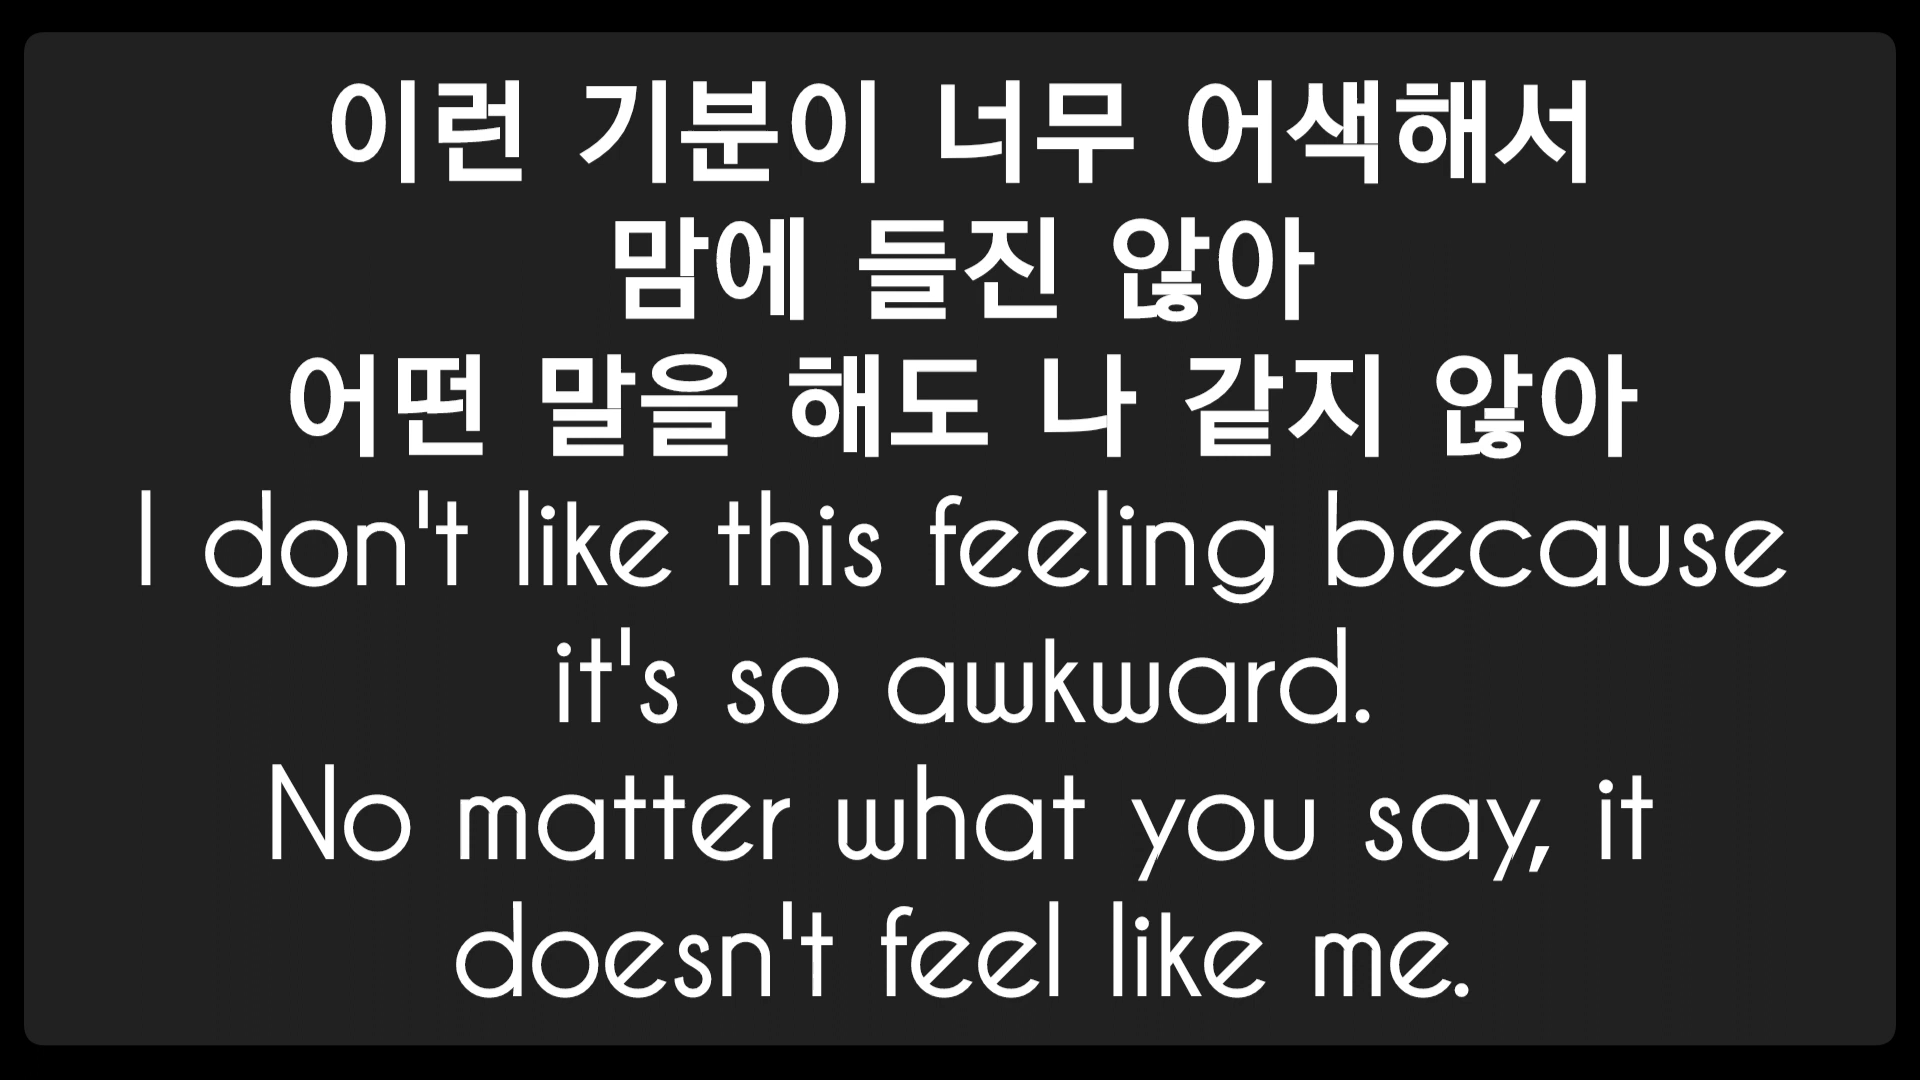 이런 기분이 너무 어색해서
맘에 들진 않아
어떤 말을 해도 나 같지 않아
I don't like this feeling because
it's so awkward.
No matter what you say, it
doesn't feel like me.